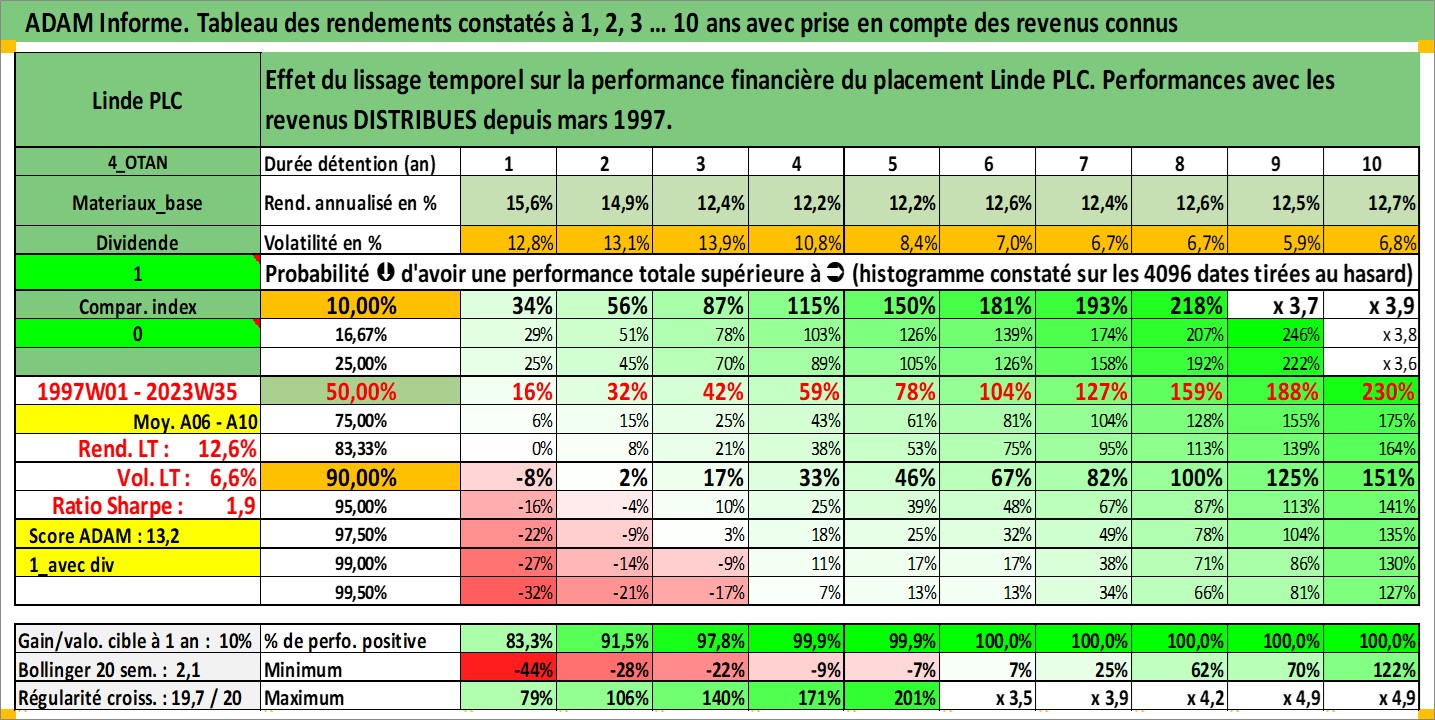 ADAM Informe. Tableau des rendements constatés à 1, 2, 3 ... 10 ans avec prise en compte des revenus connus
Linde PLC
Effet du lissage temporel sur la performance financière du placement Linde PLC. Performances avec les
revenus DISTRIBUES depuis mars 1997.
4_OTAN Durée détention (an) 1 2 3 4 5 6 7 8 9 10
Materiaux_base Rend. annualisé en % 15,6% 14,9% 12,4% 12,2% 12,2% 12,6% 12,4% 12,6% 12,5% 12,7%
Dividende Volatilité en % 12,8% 13,1% 13,9% 10,8% 8,4% 7,0% 6,7% 6,7% 5,9% 6,8%
1 Probabilité ⬇ d'avoir une performance totale supérieure à ➲ (histogramme constaté sur les 4096 dates tirées au hasard)
Compar. index 10,00% 34% 56% 87% 115% 150% 181% 193% 218% x 3,7 x 3,9
0 16,67% 29% 51% 78% 103% 126% 139% 174% 207% 246% x 3,8
25,00% 25% 45% 70% 89% 105% 126% 158% 192% 222% x 3,6
1997W01 - 2023W35 50,00% 16% 32% 42% 59% 78% 104% 127% 159% 188% 230%
Moy. A06 - A10 75,00% 6% 15% 25% 43% 61% 81% 104% 128% 155% 175%
Rend. LT : 12,6% 83,33% 0% 8% 21% 38% 53% 75% 95% 113% 139% 164%
Vol. LT : 6,6% 90,00% -8% 2% 17% 33% 46% 67% 82% 100% 125% 151%
Ratio Sharpe : 1,9 95,00% -16% -4% 10% 25% 39% 48% 67% 87% 113% 141%
Score ADAM : 13,2 97,50% -22% -9% 3% 18% 25% 32% 49% 78% 104% 135%
1_avec div 99,00% -27% -14% -9% 11% 17% 17% 38% 71% 86% 130%
99,50% -32% -21% -17% 7% 13% 13% 34% 66% 81% 127%
Gain/valo. cible à 1 an : 10% % de perfo. positive 83,3% 91,5% 97,8% 99,9% 99,9% 100,0% 100,0% 100,0% 100,0% 100,0%
Bollinger 20 sem. : 2,1 Minimum -44% -28% -22% -9% -7% 7% 25% 62% 70% 122%
Régularité croiss. : 19,7 / 20 Maximum 79% 106% 140% 171% 201% x 3,5 x 3,9 x 4,2 x 4,9 x 4,9